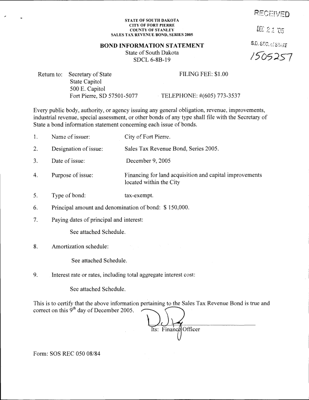 STATE OF SOUTH DAKOTA
CITY OF FORT PIERRE
COUNTY OF STANLEY
SALES TAX REVENUE BOND, SERIES 2005
RECEIVED
DEC 2 2 '05
S.D. SEC. OF STATE
1505257
BOND INFORMATION STATEMENT
State of South Dakota
SDCL 6-8B-19
Return to: Secretary of State FILING FEE: $1.00
State Capitol
500 E. Capitol
Fort Pierre, SD 57501-5077 TELEPHONE: #(605) 773-3537
Every public body, authority, or agency issuing any general obligation, revenue, improvements,
industrial revenue, special assessment, or other bonds of any type shall file with the Secretary of
State a bond information statement concerning each issue of bonds.
1. Name of issuer: City of Fort Pierre.
2. Designation of issue: Sales Tax Revenue Bond, Series 2005.
3. Date of issue: December 9, 2005
4. Purpose of issue: Financing for land acquisition and capital improvements
located within the City
5. Type of bond: tax-exempt.
6. Principal amount and denomination of bond: $ 150,000.
7. Paying dates of principal and interest:
See attached Schedule.
8. Amortization schedule:
See attached Schedule.
9. Interest rate or rates, including total aggregate interest cost:
See attached Schedule.
This is to certify that the above information pertaining to the Sales Tax Revenue Bond is true and
correct on this 9th day of December 2005.
Its: Finance Officer
Form: SOS REC 050 08/84